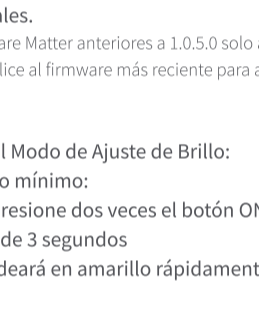 les.
are Matter anteriores a 1.0.5.0 solo
lice al firmware más reciente para a
l Modo de Ajuste de Brillo:
o mínimo:
resione dos veces el botón ON
de 3 segundos
deará en amarillo rápidament